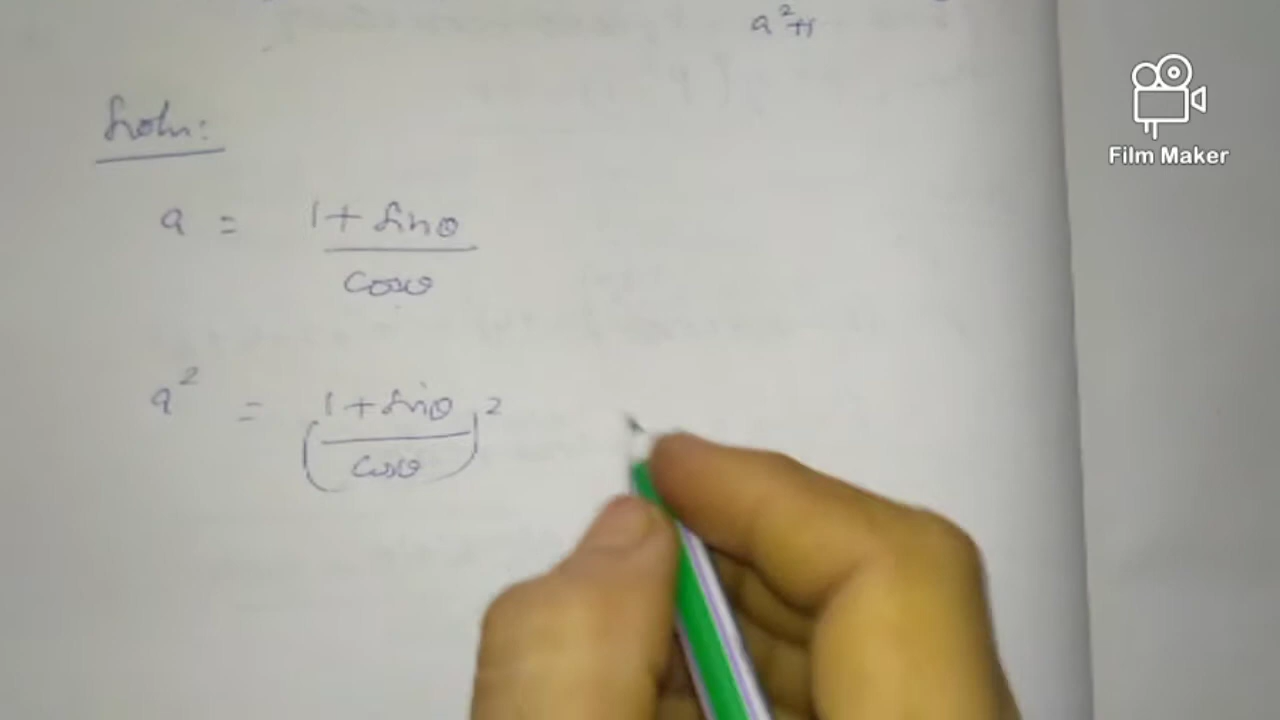 a²+1
Soln:
a = 1 + sinθ / cosθ
a² = (1 + sinθ / cosθ)²
Film Maker